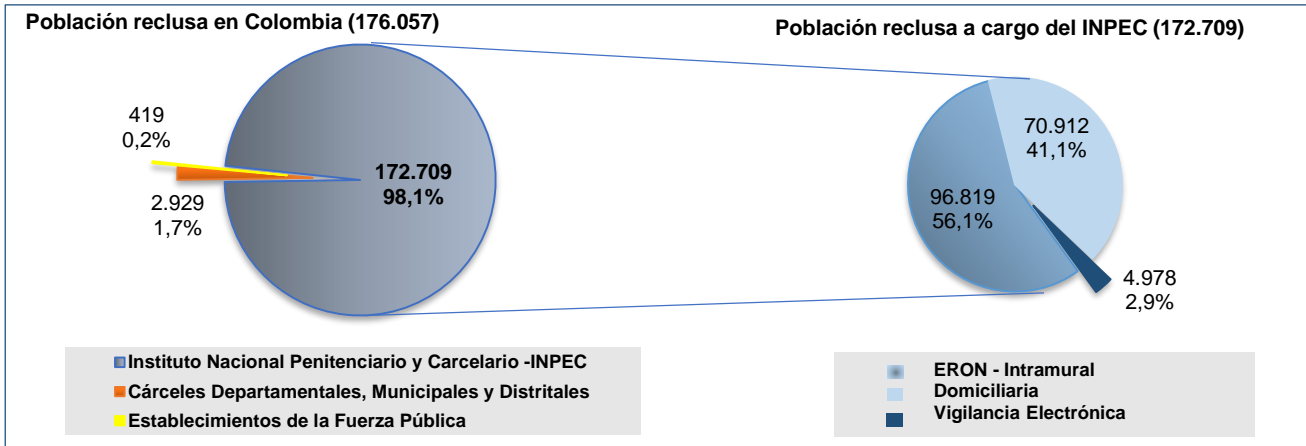 Población reclusa en Colombia (176.057)
419
0,2%
172.709
98,1%
2.929
1,7%
Instituto Nacional Penitenciario y Carcelario -INPEC
Cárceles Departamentales, Municipales y Distritales
Establecimientos de la Fuerza Pública
Población reclusa a cargo del INPEC (172.709)
70.912
41,1%
96.819
56,1%
4.978
2,9%
ERON - Intramural
Domiciliaria
Vigilancia Electrónica